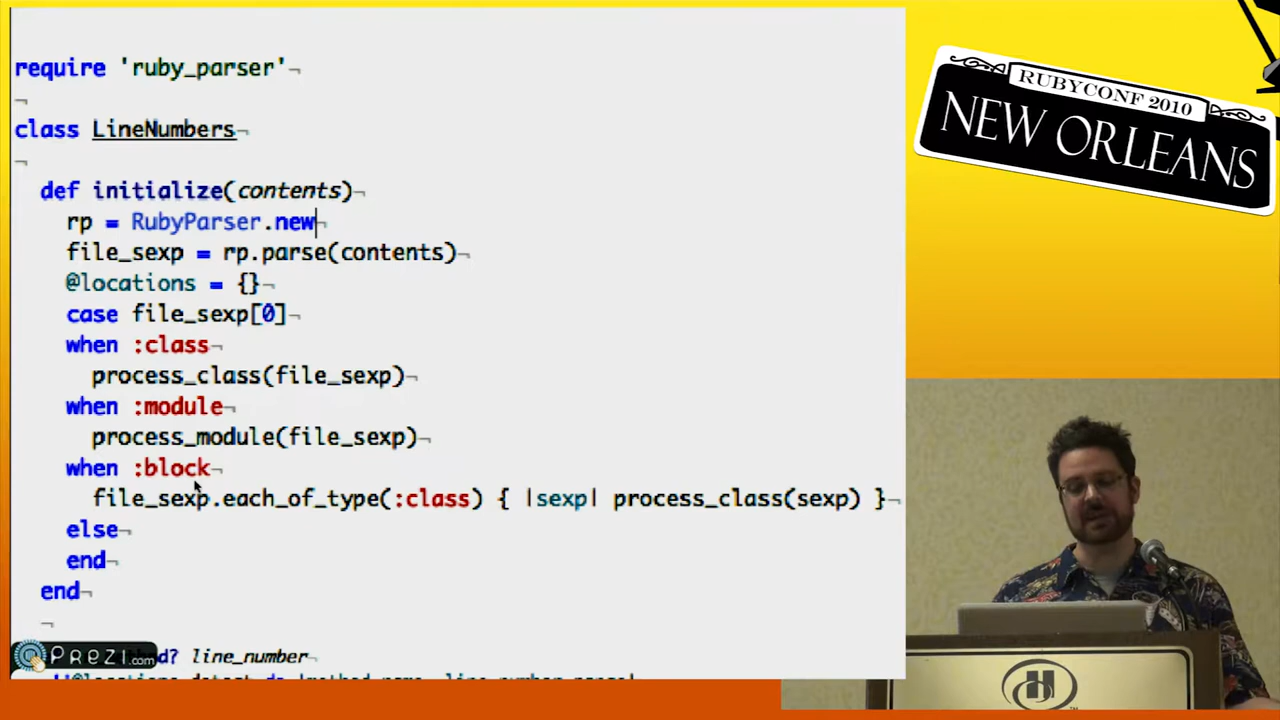 require 'ruby_parser'¬
¬
class LineNumbers¬
¬
def initialize(contents)¬
rp = RubyParser.new¬
file_sexp = rp.parse(contents)¬
@locations = {}¬
case file_sexp[0]¬
when :class¬
process_class(file_sexp)¬
when :module¬
process_module(file_sexp)¬
when :block¬
file_sexp.each_of_type(:class) { |sexp| process_class(sexp) }¬
else¬
end¬
end¬
¬
line_number¬
Prezi.com
RUBYCONF 2010
NEW ORLEANS
H